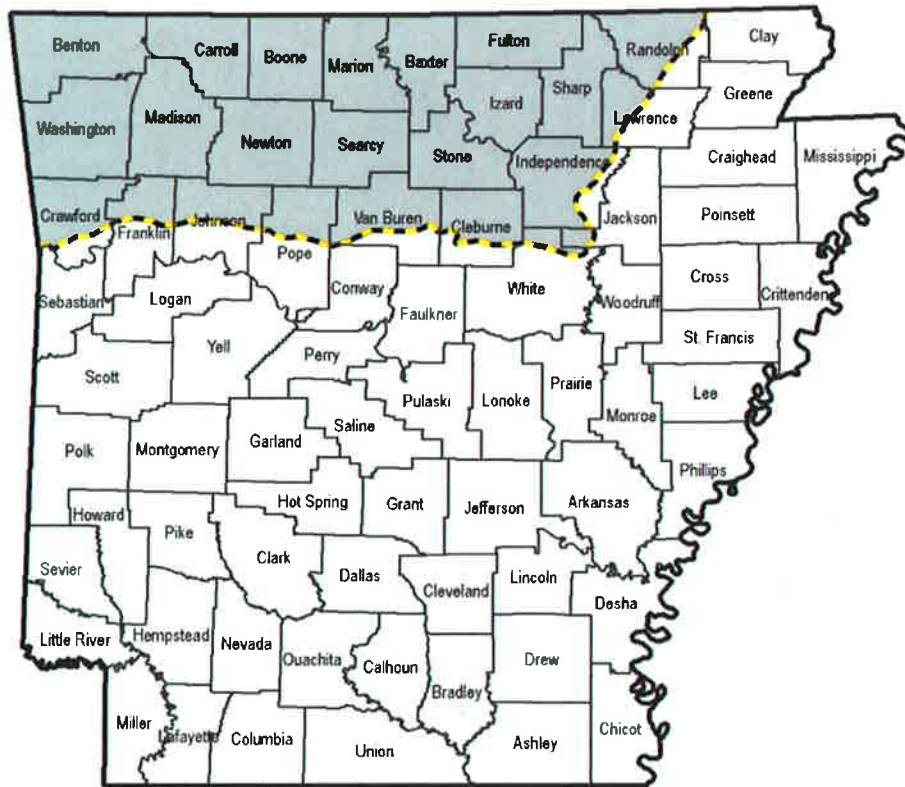 Benton
Carroll
Boone
Marion
Baxter
Fulton
Randolph
Clay
Sharp
Izard
Greene
Washington
Madison
Lawrence
Newton
Searcy
Stone
Independence
Craighead
Mississippi
Crawford
Franklin
Johnson
Van Buren
Cleburne
Jackson
Poinsett
Pope
Conway
White
Woodruff
Cross
Crittenden
Sebastian
Logan
Faulkner
St. Francis
Yell
Perry
Scott
Pulaski
Lonoke
Prairie
Lee
Monroe
Saline
Garland
Montgomery
Polk
Phillips
Hot Spring
Grant
Jefferson
Arkansas
Howard
Pike
Clark
Sevier
Dallas
Cleveland
Lincoln
Desha
Little River
Hempstead
Nevada
Ouachita
Calhoun
Drew
Bradley
Miller
Lafayette
Columbia
Union
Ashley
Chicot